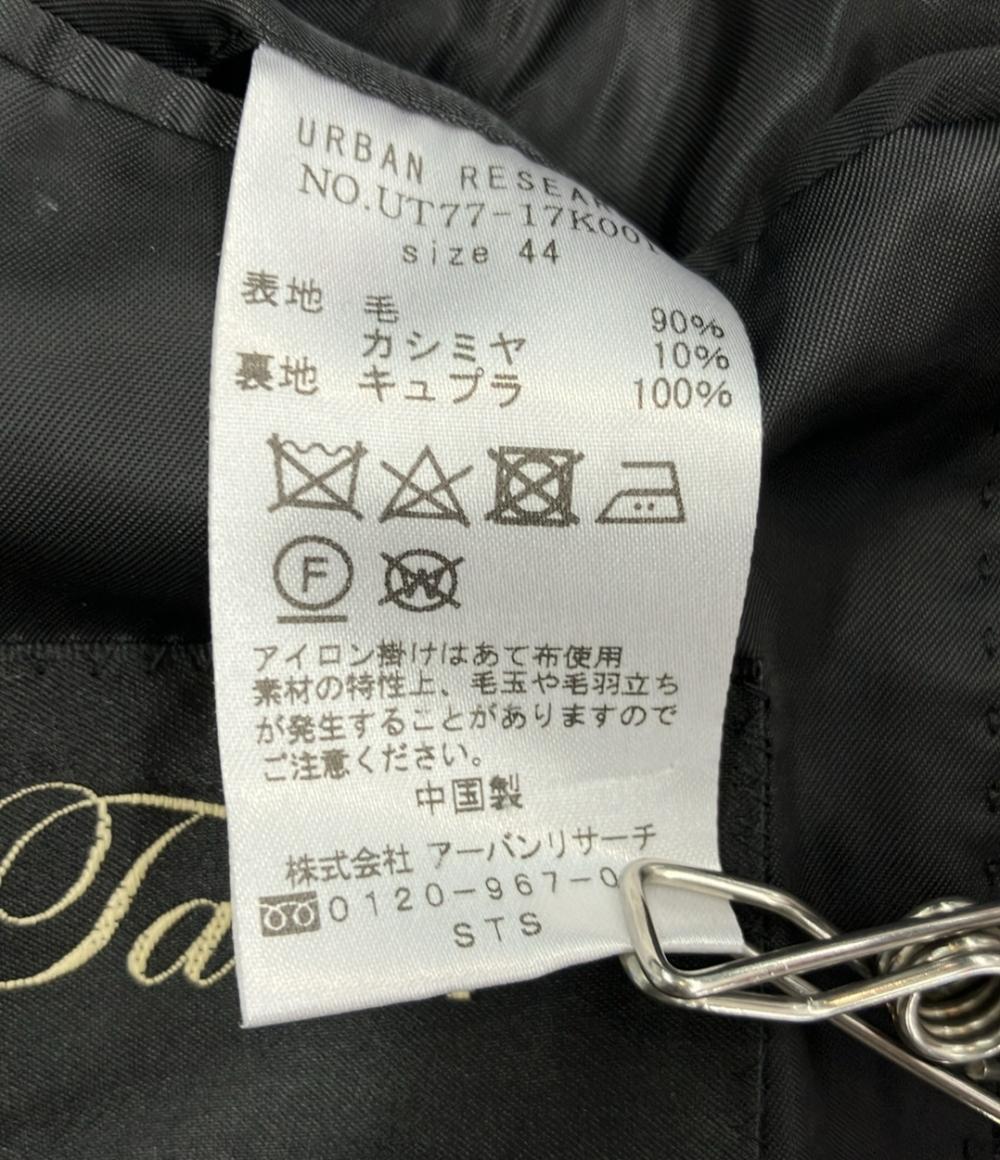 URBAN
NO.UT77-17K00
size 44
表地 毛 90%
カシミヤ 10%
裏地 キュプラ 100%
F
W
アイロン掛けはあて布使用
素材の特性上、毛玉や毛羽立ち
が発生することがありますので
ご注意ください。
中国製
株式会社 アーバンリサーチ
0120-967-0
STS
Ta